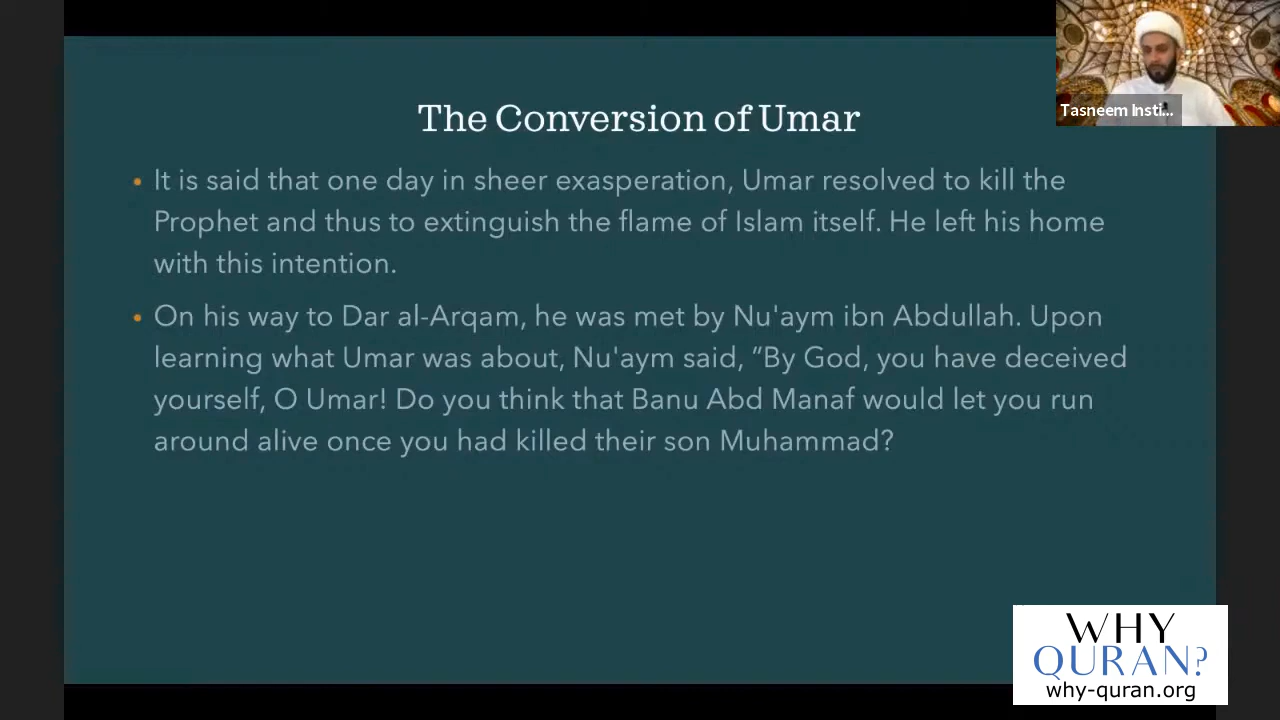 The Conversion of Umar
Tasneem Insti...
• It is said that one day in sheer exasperation, Umar resolved to kill the
Prophet and thus to extinguish the flame of Islam itself. He left his home
with this intention.
• On his way to Dar al-Arqam, he was met by Nu'aym ibn Abdullah. Upon
learning what Umar was about, Nu'aym said, ”By God, you have deceived
yourself, O Umar! Do you think that Banu Abd Manaf would let you run
around alive once you had killed their son Muhammad?
WHY
QURAN?
why-quran.org